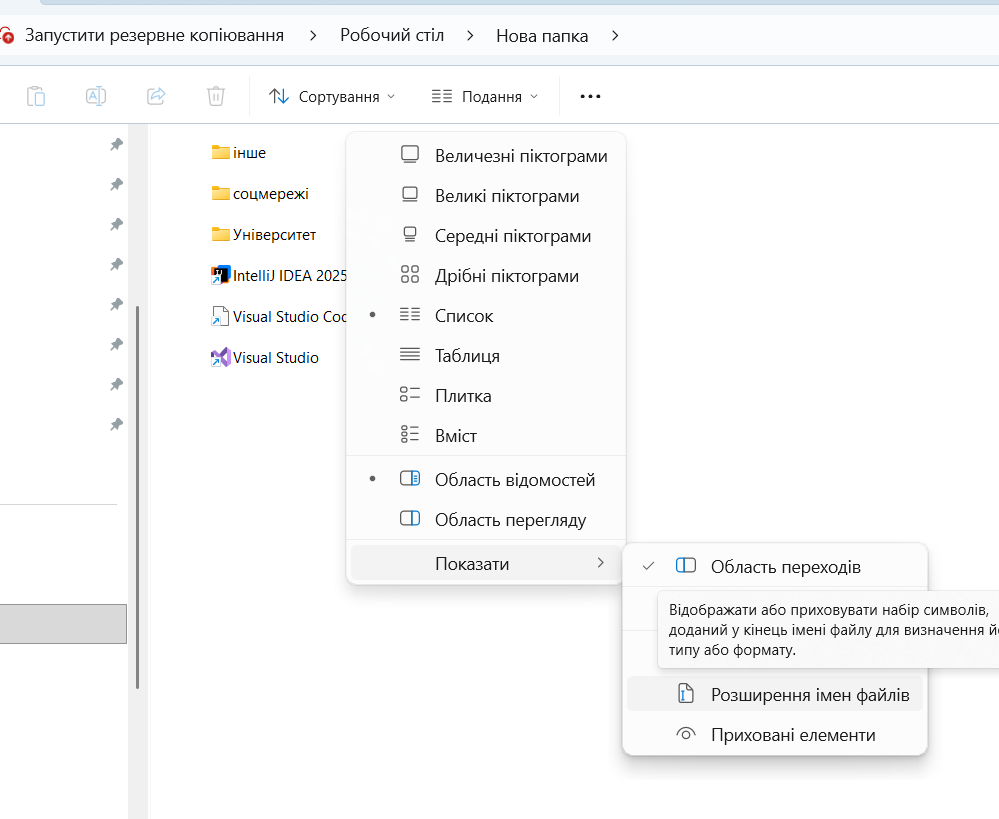 Запустити резервне копіювання > Робочий стіл > Нова папка >
Сортування Подання ...
інше
соцмережі
Університет
IntelliJ IDEA 2025
Visual Studio
Visual Studio
Величезні піктограми
Великі піктограми
Середні піктограми
Дрібні піктограми
Список
Таблиця
Плитка
Вміст
Область відомостей
Область перегляду
Показати
Область переходів
Відображати або приховувати набір символів,
доданий у кінець імені файлу для визначення
типу або формату.
Розширення імен файлів
Приховані елементи